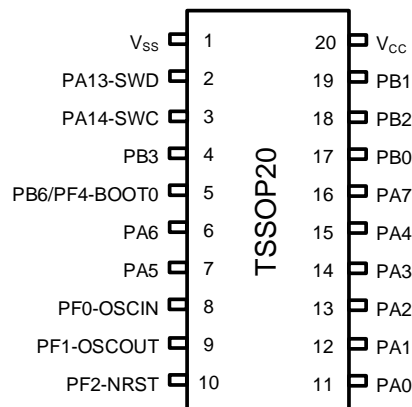 VSS 1 20 VCC
PA13-SWD 2 19 PB1
PA14-SWC 3 18 PB2
PB3 4 17 PB0
PB6/PF4-BOOT0 5 16 PA7
PA6 6 15 PA4
PA5 7 14 PA3
PF0-OSCIN 8 13 PA2
PF1-OSCOUT 9 12 PA1
PF2-NRST 10 11 PA0
TSSOP20